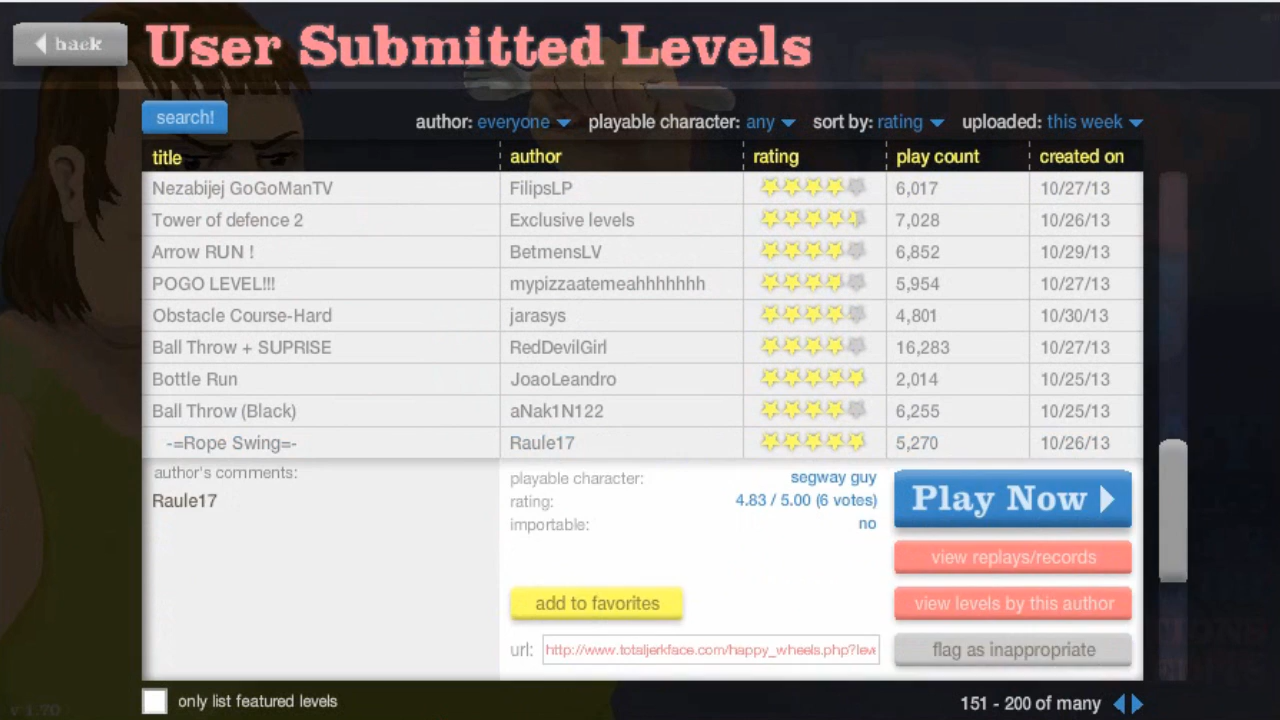 back
User Submitted Levels
search!
author: everyone playable character: any sort by: rating uploaded: this week
title author rating play count created on
Nezabijej GoGoManTV FilipsLP 6,017 10/27/13
Tower of defence 2 Exclusive levels 7,028 10/26/13
Arrow RUN ! BetmensLV 6,852 10/29/13
POGO LEVEL!!! mypizzaatemeahhhhhhh 5,954 10/27/13
Obstacle Course-Hard jarasys 4,801 10/30/13
Ball Throw + SUPRISE RedDevilGirl 16,283 10/27/13
Bottle Run JoaoLeandro 2,014 10/25/13
Ball Throw (Black) aNak1N122 6,255 10/25/13
-=Rope Swing=- Raule17 5,270 10/26/13
author's comments:
Raule17
playable character: segway guy
rating: 4.83 / 5.00 (6 votes)
importable: no
add to favorites
url: http://www.totaljerkface.com/happy_wheels.php?lev
Play Now
view replays/records
view levels by this author
flag as inappropriate
only list featured levels
151 - 200 of many
v 1.70